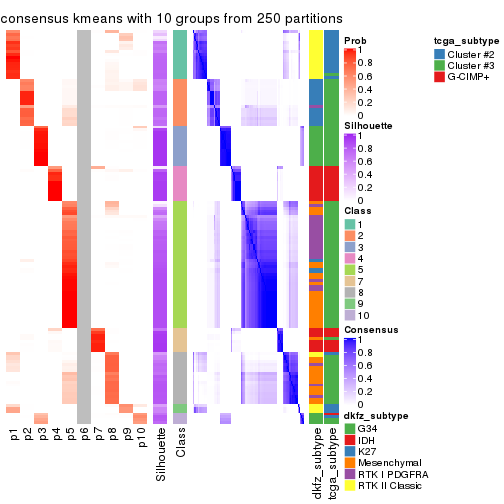 consensus kmeans with 10 groups from 250 partitions
Prob
1
0.8
0.6
0.4
0.2
0
Silhouette
1
0.8
0.6
0.4
0.2
0
Class
1
2
3
4
5
7
8
9
10
Consensus
1
0.8
0.6
0.4
0.2
0
dkfz_subtype
G34
IDH
K27
Mesenchymal
RTK I PDGFRA
RTK II Classic
tcga_subtype
Cluster #2
Cluster #3
G-CIMP+
p1
p2
p3
p4
p5
p6
p7
p8
p9
p10
Silhouette
Class
dkfz_subtype
tcga_subtype